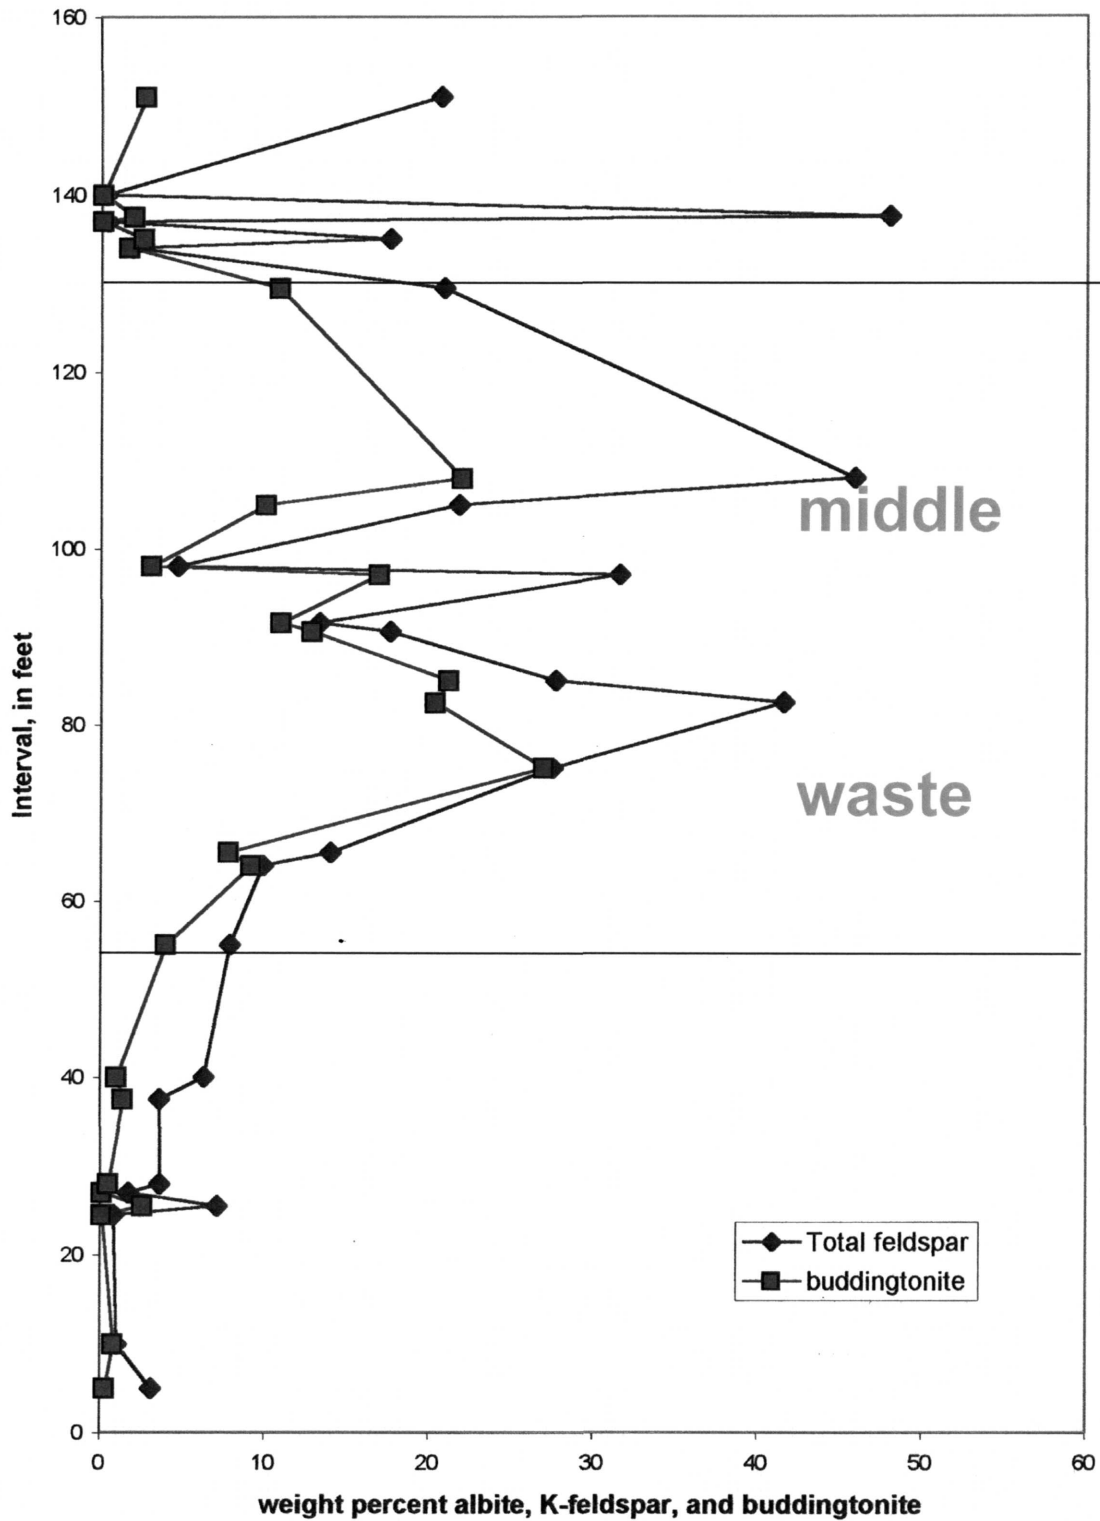 160
140
120
100
80
60
40
20
0
Interval, in feet
middle
waste
Total feldspar
buddingtonite
0 10 20 30 40 50 60
weight percent albite, K-feldspar, and buddingtonite